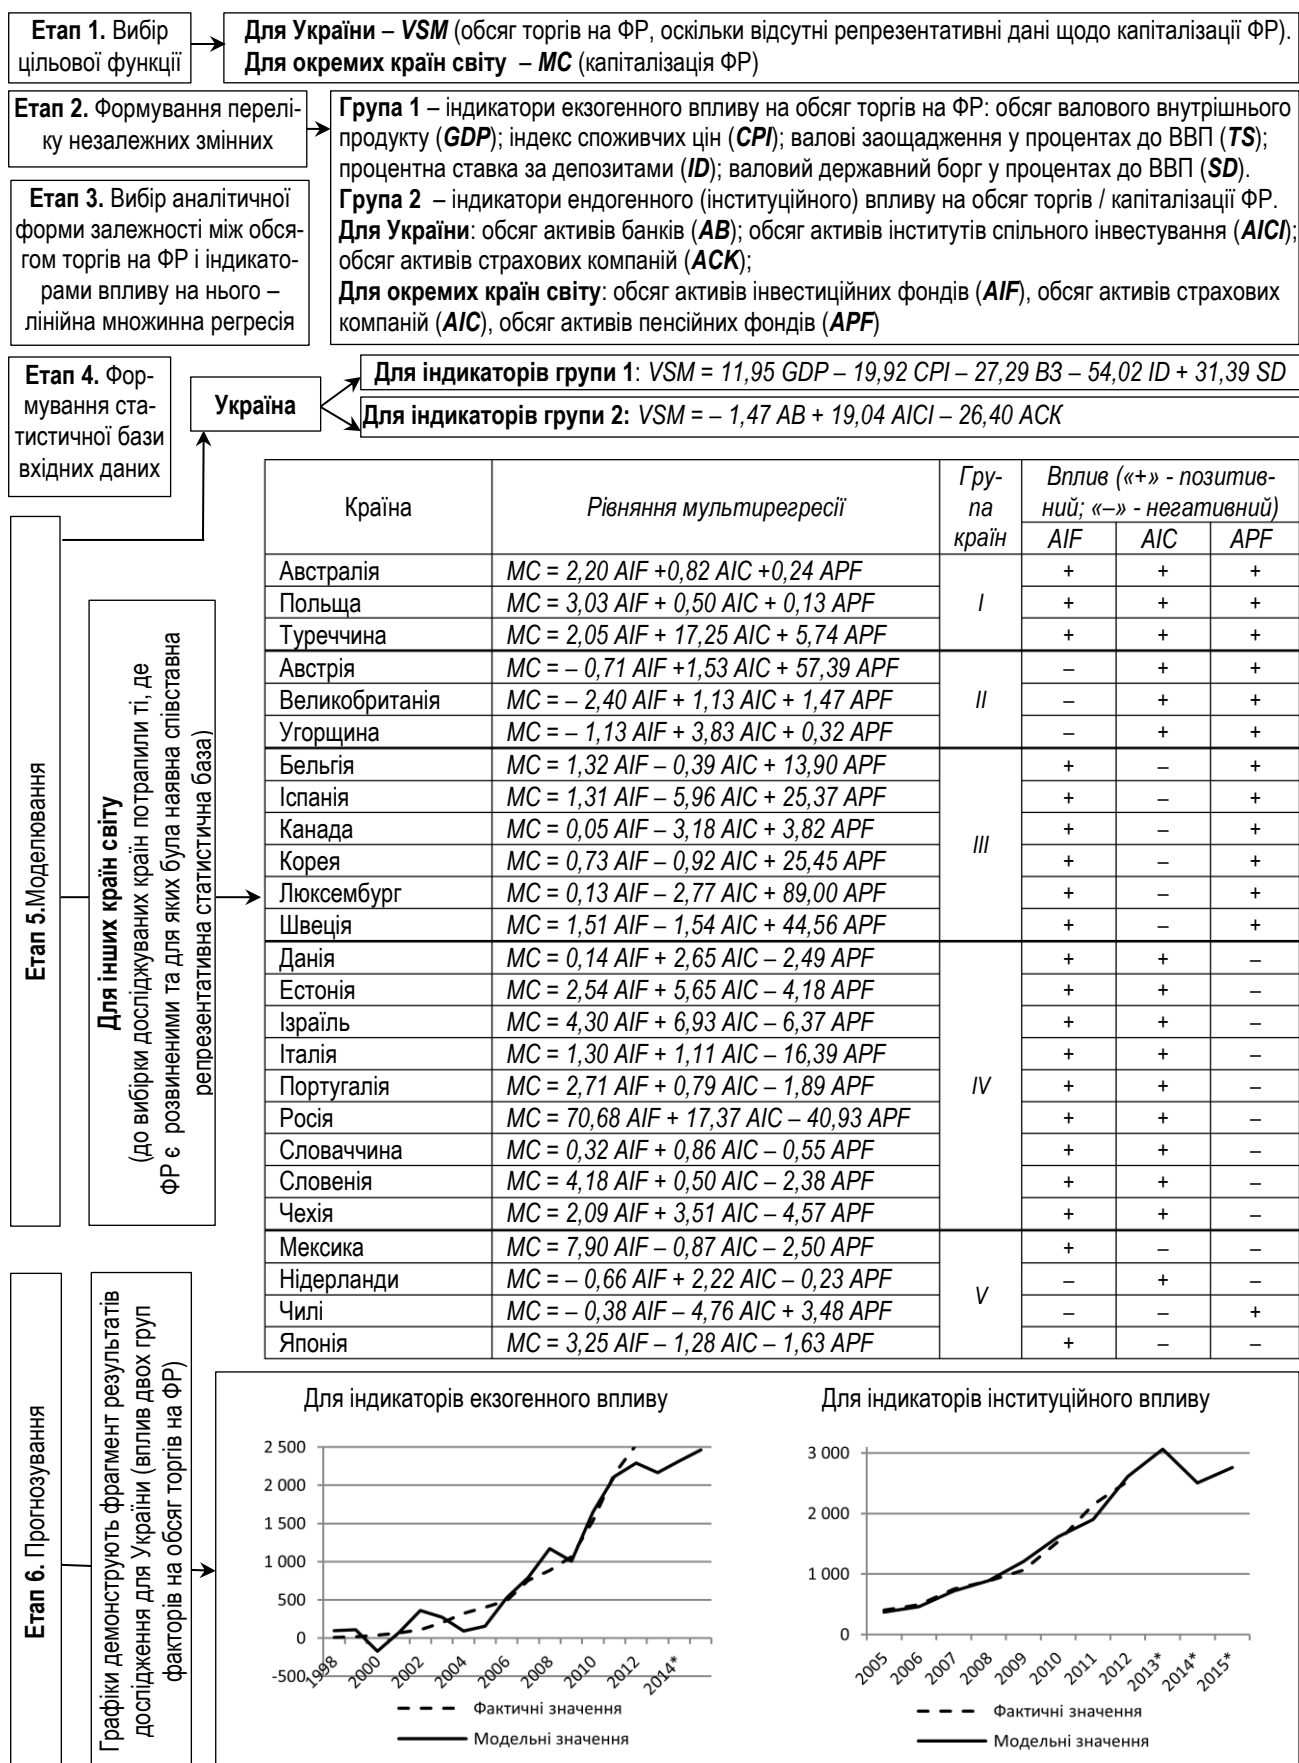 Етап 1. Вибір
цільової функції
Для України – VSM (обсяг торгів на ФР, оскільки відсутні репрезентативні дані щодо капіталізації ФР).
Для окремих країн світу – МС (капіталізація ФР)
Етап 2. Формування перелі-
ку незалежних змінних
Група 1 – індикатори екзогенного впливу на обсяг торгів на ФР: обсяг валового внутрішнього
продукту (GDP); індекс споживчих цін (CPI); валові заощадження у процентах до ВВП (TS);
процентна ставка за депозитами (ID); валовий державний борг у процентах до ВВП (SD).
Група 2 – індикатори ендогенного (інституційного) впливу на обсяг торгів / капіталізації ФР.
Для України: обсяг активів банків (AB); обсяг активів інститутів спільного інвестування (AICI);
обсяг активів страхових компаній (ACK);
Для окремих країн світу: обсяг активів інвестиційних фондів (AIF), обсяг активів страхових
компаній (AIC), обсяг активів пенсійних фондів (APF)
Етап 3. Вибір аналітичної
форми залежності між обся-
гом торгів на ФР і індикато-
рами впливу на нього –
лінійна множинна регресія
Етап 4. Фор-
мування ста-
тистичної бази
вхідних даних
Україна
Для індикаторів групи 1: VSM = 11,95 GDP – 19,92 CPI – 27,29 ВЗ – 54,02 ID + 31,39 SD
Для індикаторів групи 2: VSM = – 1,47 AB + 19,04 AICI – 26,40 АСК
Етап 5.Моделювання
Для інших країн світу
(до вибірки досліджуваних країн потрапили ті, де
ФР є розвиненими та для яких була наявна співставна
репрезентативна статистична база)
Країна Рівняння мультирегресії Гру- Вплив («+» - позитив-
па ний; «–» - негативний)
країн AIF AIC APF
Австралія MC = 2,20 AIF +0,82 AIC +0,24 APF + + +
Польща MC = 3,03 AIF + 0,50 AIC + 0,13 APF I + + +
Туреччина MC = 2,05 AIF + 17,25 AIC + 5,74 APF + + +
Австрія MC = – 0,71 AIF +1,53 AIC + 57,39 APF – + +
Великобританія MC = – 2,40 AIF + 1,13 AIC + 1,47 APF II – + +
Угорщина MC = – 1,13 AIF + 3,83 AIC + 0,32 APF – + +
Бельгія MC = 1,32 AIF – 0,39 AIC + 13,90 APF + – +
Іспанія MC = 1,31 AIF – 5,96 AIC + 25,37 APF + – +
Канада MC = 0,05 AIF – 3,18 AIC + 3,82 APF + – +
Корея MC = 0,73 AIF – 0,92 AIC + 25,45 APF III + – +
Люксембург MC = 0,13 AIF – 2,77 AIC + 89,00 APF + – +
Швеція MC = 1,51 AIF – 1,54 AIC + 44,56 APF + – +
Данія MC = 0,14 AIF + 2,65 AIC – 2,49 APF + + –
Естонія MC = 2,54 AIF + 5,65 AIC – 4,18 APF + + –
Ізраїль MC = 4,30 AIF + 6,93 AIC – 6,37 APF + + –
Італія MC = 1,30 AIF + 1,11 AIC – 16,39 APF + + –
Португалія MC = 2,71 AIF + 0,79 AIC – 1,89 APF IV + + –
Росія MC = 70,68 AIF + 17,37 AIC – 40,93 APF + + –
Словаччина MC = 0,32 AIF + 0,86 AIC – 0,55 APF + + –
Словенія MC = 4,18 AIF + 0,50 AIC – 2,38 APF + + –
Чехія MC = 2,09 AIF + 3,51 AIC – 4,57 APF + + –
Мексика MC = 7,90 AIF – 0,87 AIC – 2,50 APF + – –
Нідерланди MC = – 0,66 AIF + 2,22 AIC – 0,23 APF – + –
Чилі MC = – 0,38 AIF – 4,76 AIC + 3,48 APF V – – +
Японія MC = 3,25 AIF – 1,28 AIC – 1,63 APF + – –
Етап 6. Прогнозування
Графіки демонструють фрагмент результатів
дослідження для України (вплив двох груп
факторів на обсяг торгів на ФР)
Для індикаторів екзогенного впливу
2 500
2 000
1 500
1 000
500
0
-500
1998 2000 2002 2004 2006 2008 2010 2012 2014*
Фактичні значення
Модельні значення
Для індикаторів інституційного впливу
3 000
2 000
1 000
0
2005 2006 2007 2008 2009 2010 2011 2012 2013* 2014* 2015*
Фактичні значення
Модельні значення